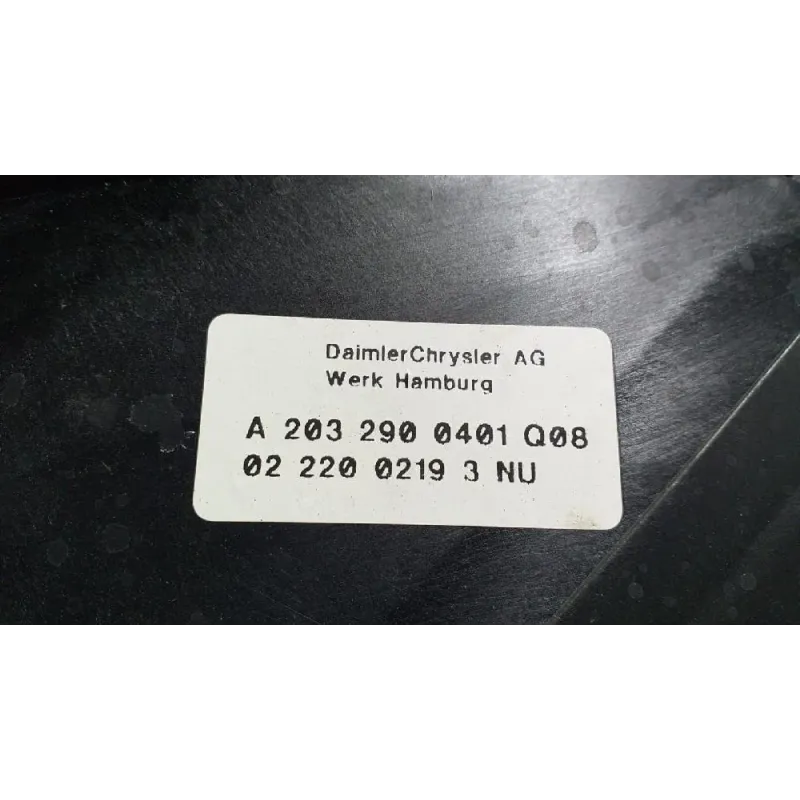 DaimlerChrysler AG
Werk Hamburg
A 203 290 0401 Q08
02 220 0219 3 NU